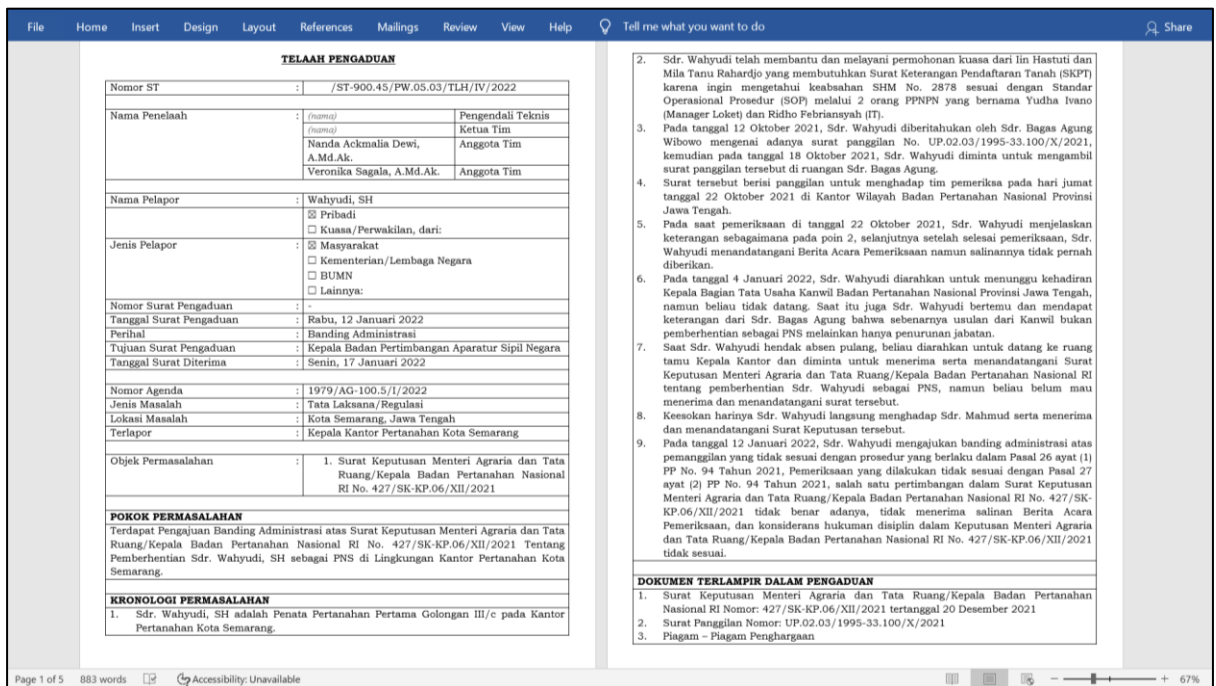 File Home Insert Design Layout References Mailings Review View Help Tell me what you want to do Share
TELAAH PENGADUAN
Nomor ST : /ST-900.45/PW.05.03/TLH/IV/2022
Nama Penelaah : (nama) Pengendali Teknis
(nama) Ketua Tim
Nanda Ackmalia Dewi, Anggota Tim
A.Md.Ak.
Veronika Sagala, A.Md.Ak. Anggota Tim
Nama Pelapor : Wahyudi, SH
☒ Pribadi
☐ Kuasa/Perwakilan, dari:
Jenis Pelapor : ☒ Masyarakat
☐ Kementerian/Lembaga Negara
☐ BUMN
☐ Lainnya:
Nomor Surat Pengaduan : -
Tanggal Surat Pengaduan : Rabu, 12 Januari 2022
Perihal : Banding Administrasi
Tujuan Surat Pengaduan : Kepala Badan Pertimbangan Aparatur Sipil Negara
Tanggal Surat Diterima : Senin, 17 Januari 2022
Nomor Agenda : 1979/AG-100.5/I/2022
Jenis Masalah : Tata Laksana/Regulasi
Lokasi Masalah : Kota Semarang, Jawa Tengah
Terlapor : Kepala Kantor Pertanahan Kota Semarang
Objek Permasalahan : 1. Surat Keputusan Menteri Agraria dan Tata
Ruang/Kepala Badan Pertanahan Nasional
RI No. 427/SK-KP.06/XII/2021
POKOK PERMASALAHAN
Terdapat Pengajuan Banding Administrasi atas Surat Keputusan Menteri Agraria dan Tata
Ruang/Kepala Badan Pertanahan Nasional RI No. 427/SK-KP.06/XII/2021 Tentang
Pemberhentian Sdr. Wahyudi, SH sebagai PNS di Lingkungan Kantor Pertanahan Kota
Semarang.
KRONOLOGI PERMASALAHAN
1. Sdr. Wahyudi, SH adalah Penata Pertanahan Pertama Golongan III/c pada Kantor
Pertanahan Kota Semarang.
2. Sdr. Wahyudi telah membantu dan melayani permohonan kuasa dari Iin Hastuti dan
Mila Tanu Rahardjo yang membutuhkan Surat Keterangan Pendaftaran Tanah (SKPT)
karena ingin mengetahui keabsahan SHM No. 2878 sesuai dengan Standar
Operasional Prosedur (SOP) melalui 2 orang PPNPN yang bernama Yudha Ivano
(Manager Loket) dan Ridho Febriansyah (IT).
3. Pada tanggal 12 Oktober 2021, Sdr. Wahyudi diberitahukan oleh Sdr. Bagas Agung
Wibowo mengenai adanya surat panggilan No. UP.02.03/1995-33.100/X/2021,
kemudian pada tanggal 18 Oktober 2021, Sdr. Wahyudi diminta untuk mengambil
surat panggilan tersebut di ruangan Sdr. Bagas Agung.
4. Surat tersebut berisi panggilan untuk menghadap tim pemeriksa pada hari jumat
tanggal 22 Oktober 2021 di Kantor Wilayah Badan Pertanahan Nasional Provinsi
Jawa Tengah.
5. Pada saat pemeriksaan di tanggal 22 Oktober 2021, Sdr. Wahyudi menjelaskan
keterangan sebagaimana pada poin 2, selanjutnya setelah selesai pemeriksaan, Sdr.
Wahyudi menandatangani Berita Acara Pemeriksaan namun salinannya tidak pernah
diberikan.
6. Pada tanggal 4 Januari 2022, Sdr. Wahyudi diarahkan untuk menunggu kehadiran
Kepala Bagian Tata Usaha Kanwil Badan Pertanahan Nasional Provinsi Jawa Tengah,
namun beliau tidak datang. Saat itu juga Sdr. Wahyudi bertemu dan mendapat
keterangan dari Sdr. Bagas Agung bahwa sebenarnya usulan dari Kanwil bukan
pemberhentian sebagai PNS melainkan hanya penurunan jabatan.
7. Saat Sdr. Wahyudi hendak absen pulang, beliau diarahkan untuk datang ke ruang
tamu Kepala Kantor dan diminta untuk menerima serta menandatangani Surat
Keputusan Menteri Agraria dan Tata Ruang/Kepala Badan Pertanahan Nasional RI
tentang pemberhentian Sdr. Wahyudi sebagai PNS, namun beliau belum mau
menerima dan menandatangani surat tersebut.
8. Keesokan harinya Sdr. Wahyudi langsung menghadap Sdr. Mahmud serta menerima
dan menandatangani Surat Keputusan tersebut.
9. Pada tanggal 12 Januari 2022, Sdr. Wahyudi mengajukan banding administrasi atas
pemanggilan yang tidak sesuai dengan prosedur yang berlaku dalam Pasal 26 ayat (1)
PP No. 94 Tahun 2021, Pemeriksaan yang dilakukan tidak sesuai dengan Pasal 27
ayat (2) PP No. 94 Tahun 2021, salah satu pertimbangan dalam Surat Keputusan
Menteri Agraria dan Tata Ruang/Kepala Badan Pertanahan Nasional RI No. 427/SK-
KP.06/XII/2021 tidak benar adanya, tidak menerima salinan Berita Acara
Pemeriksaan, dan konsiderans hukuman disiplin dalam Keputusan Menteri Agraria
dan Tata Ruang/Kepala Badan Pertanahan Nasional RI No. 427/SK-KP.06/XII/2021
tidak sesuai.
DOKUMEN TERLAMPIR DALAM PENGADUAN
1. Surat Keputusan Menteri Agraria dan Tata Ruang/Kepala Badan Pertanahan
Nasional RI Nomor: 427/SK-KP.06/XII/2021 tertanggal 20 Desember 2021
2. Surat Panggilan Nomor: UP.02.03/1995-33.100/X/2021
3. Piagam – Piagam Penghargaan
Page 1 of 5 883 words Accessibility: Unavailable 67%